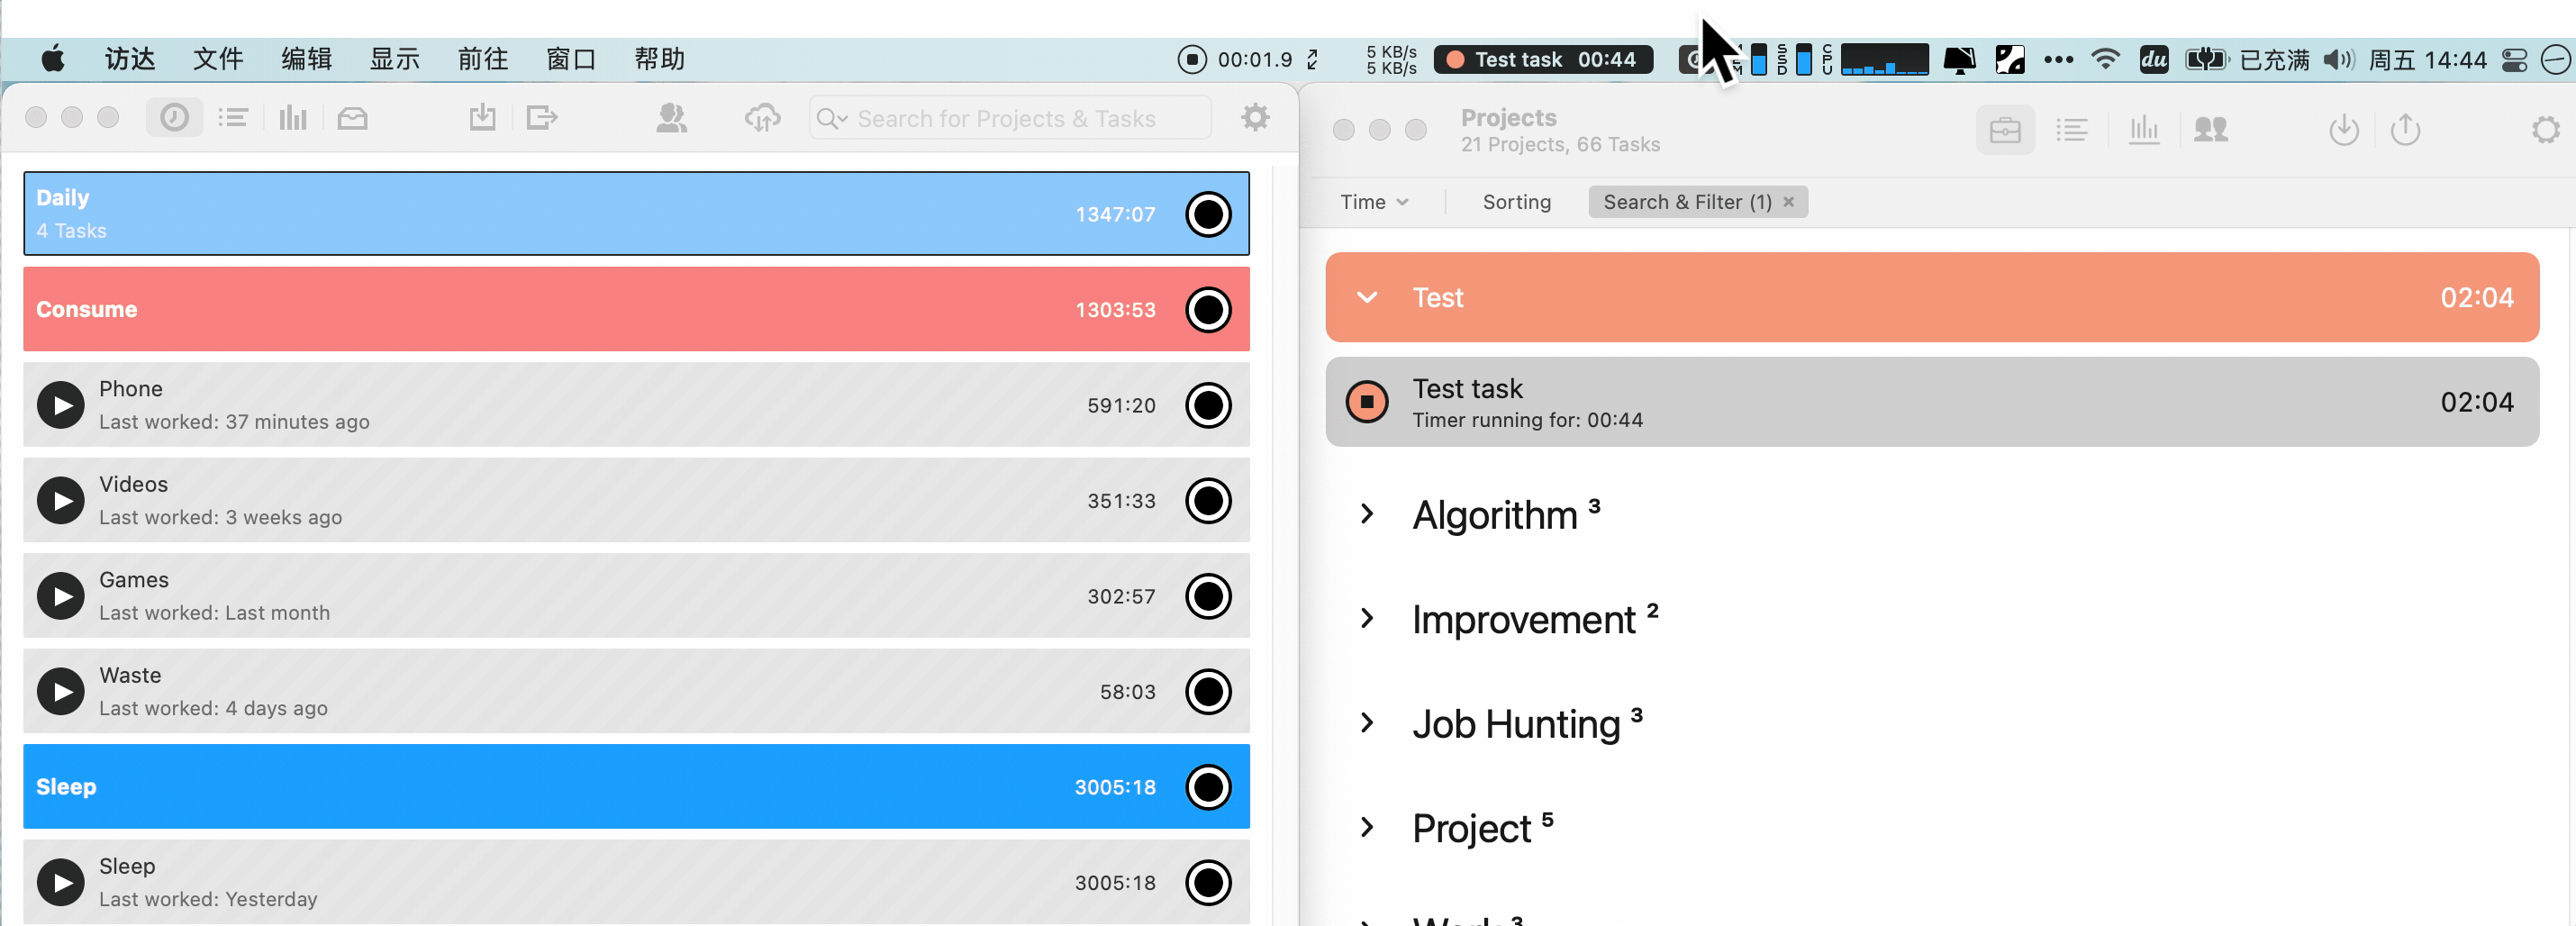 访达 文件 编辑 显示 前往 窗口 帮助 00:01.9 5 KB/s 5 KB/s Test task 00:44 SSD CPU du 已充满 周五 14:44
Search for Projects & Tasks
Daily
4 Tasks
1347:07
Consume
1303:53
Phone
Last worked: 37 minutes ago
591:20
Videos
Last worked: 3 weeks ago
351:33
Games
Last worked: Last month
302:57
Waste
Last worked: 4 days ago
58:03
Sleep
3005:18
Sleep
Last worked: Yesterday
3005:18
Projects
21 Projects, 66 Tasks
Time Sorting Search & Filter (1) ×
Test 02:04
Test task
Timer running for: 00:44
02:04
Algorithm 3
Improvement 2
Job Hunting 3
Project 5